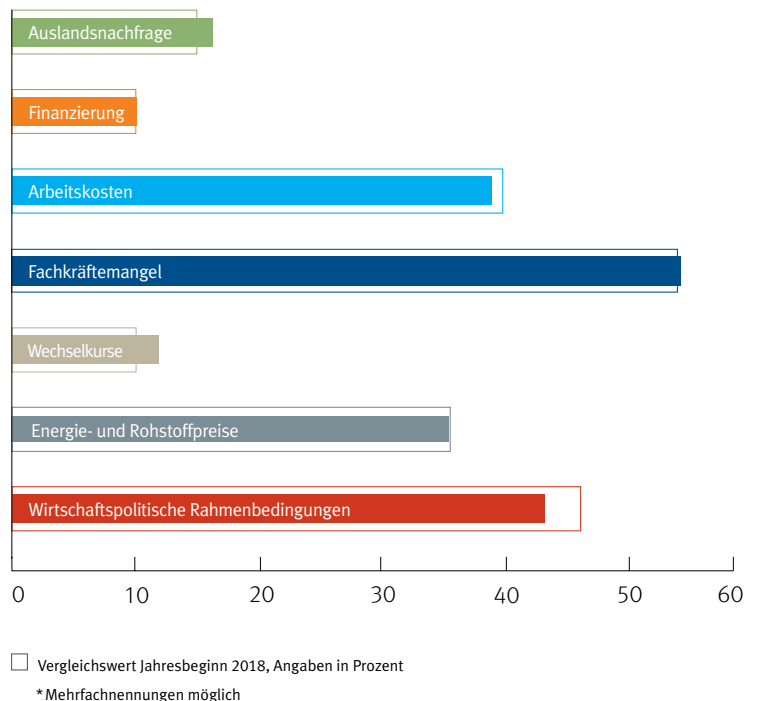 Auslandsnachfrage
Finanzierung
Arbeitskosten
Fachkräftemangel
Wechselkurse
Energie- und Rohstoffpreise
Wirtschaftspolitische Rahmenbedingungen
0 10 20 30 40 50 60
Vergleichswert Jahresbeginn 2018, Angaben in Prozent
* Mehrfachnennungen möglich